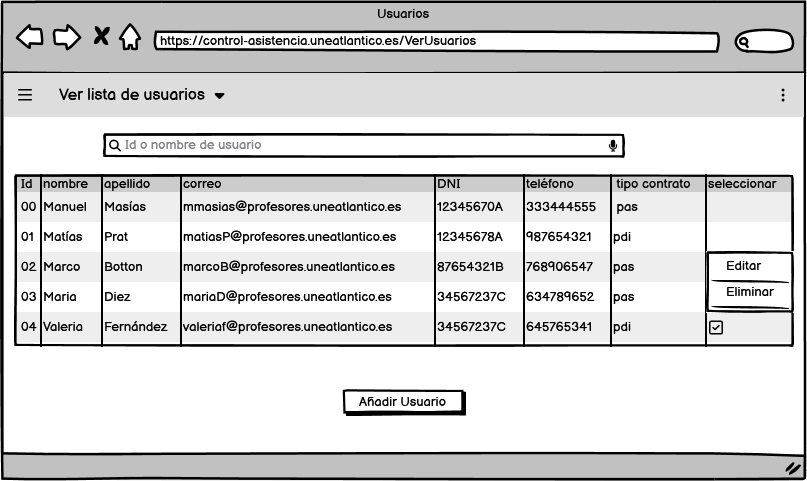 Usuarios
https://control-asistencia.uneatlantico.es/VerUsuarios
Ver lista de usuarios
Id o nombre de usuario
Id nombre apellido correo DNI teléfono tipo contrato seleccionar
00 Manuel Masías mmasias@profesores.uneatlantico.es 12345670A 333444555 pas
01 Matías Prat matiasP@profesores.uneatlantico.es 12345678A 987654321 pdi
02 Marco Botton marcoB@profesores.uneatlantico.es 87654321B 768906547 pas Editar
03 Maria Diez mariaD@profesores.uneatlantico.es 34567237C 634789652 pas Eliminar
04 Valeria Fernández valeriaf@profesores.uneatlantico.es 34567237C 645765341 pdi
Añadir Usuario